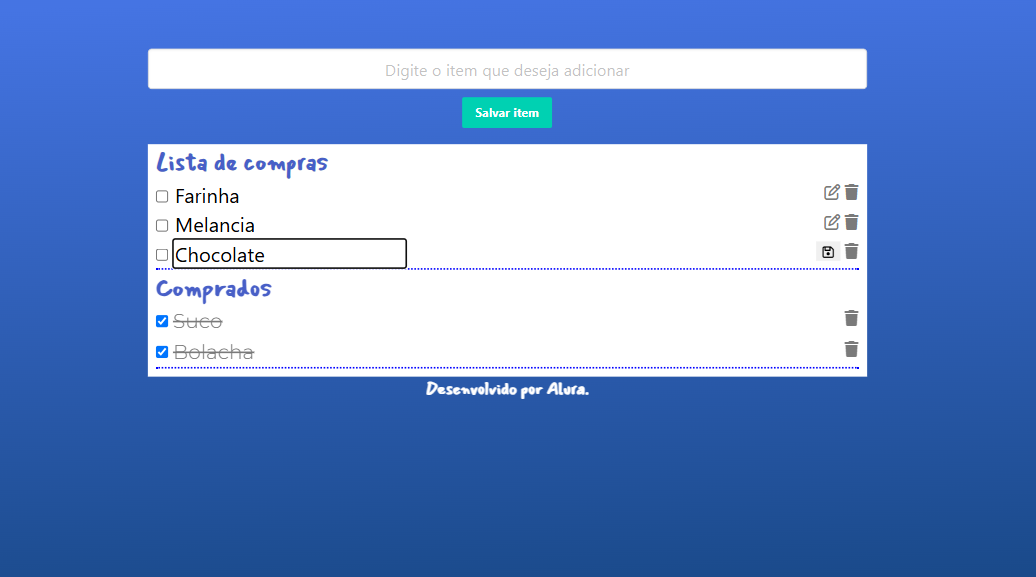 Digite o item que deseja adicionar
Salvar item
Lista de compras
Farinha
Melancia
Chocolate
Comprados
Suco
Bolacha
Desenvolvido por Alura.